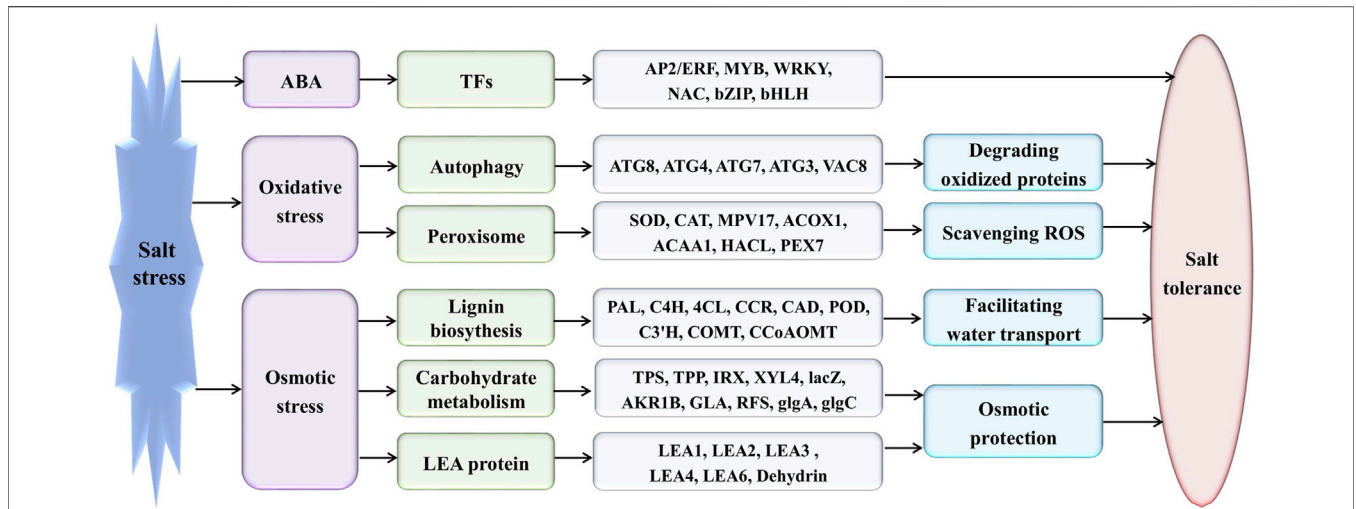 Salt
stress
ABA
TFs
AP2/ERF, MYB, WRKY,
NAC, bZIP, bHLH
Oxidative
stress
Autophagy
ATG8, ATG4, ATG7, ATG3, VAC8
Degrading
oxidized proteins
Peroxisome
SOD, CAT, MPV17, ACOX1,
ACAA1, HACL, PEX7
Scavenging ROS
Osmotic
stress
Lignin
biosythesis
PAL, C4H, 4CL, CCR, CAD, POD,
C3'H, COMT, CCoAOMT
Facilitating
water transport
Carbohydrate
metabolism
TPS, TPP, IRX, XYL4, lacZ,
AKR1B, GLA, RFS, glgA, glgC
LEA protein
LEA1, LEA2, LEA3 ,
LEA4, LEA6, Dehydrin
Osmotic
protection
Salt
tolerance